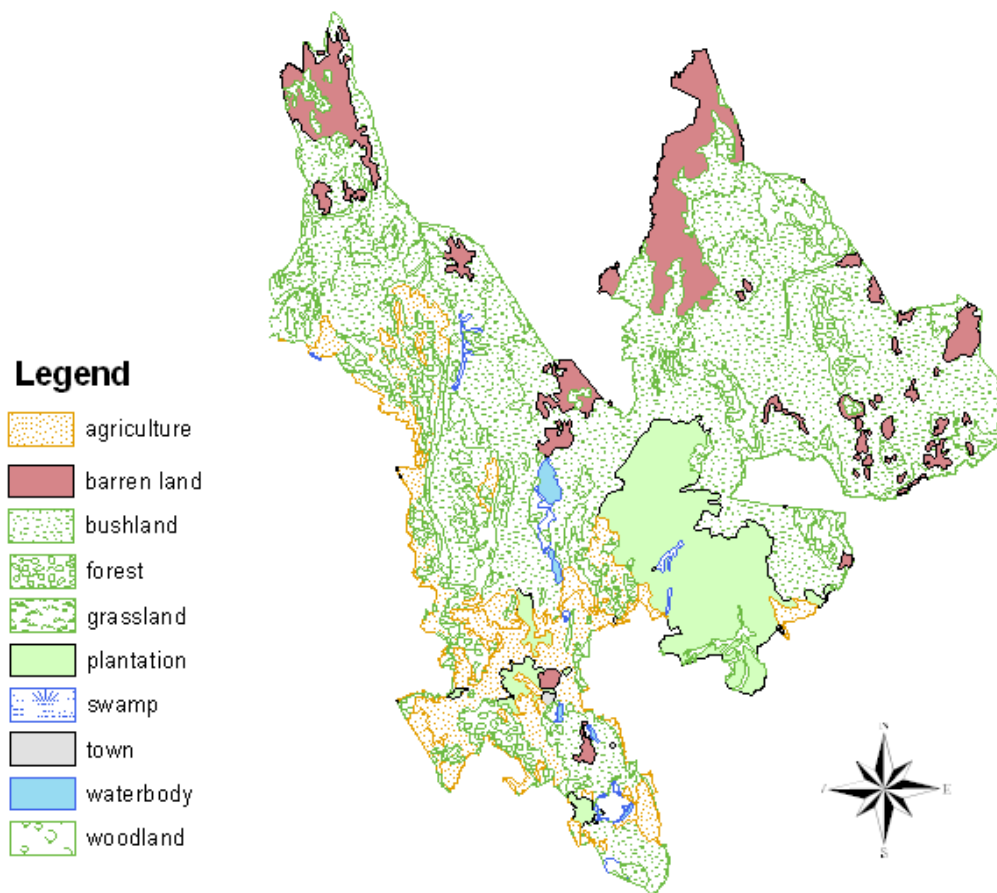 Legend
agriculture
barren land
bushland
forest
grassland
plantation
swamp
town
waterbody
woodland
N
E
S